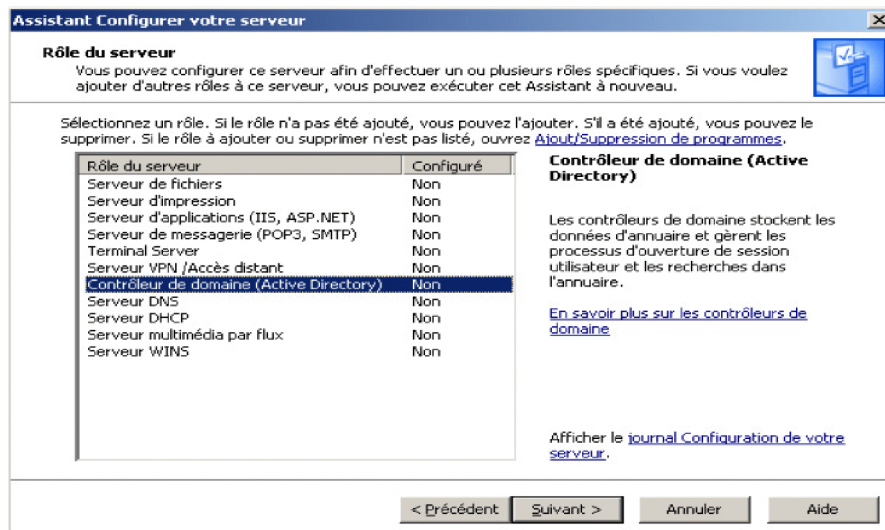 Assistant Configurer votre serveur
Rôle du serveur
Vous pouvez configurer ce serveur afin d'effectuer un ou plusieurs rôles spécifiques. Si vous voulez
ajouter d'autres rôles à ce serveur, vous pouvez exécuter cet Assistant à nouveau.
Sélectionnez un rôle. Si le rôle n'a pas été ajouté, vous pouvez l'ajouter. S'il a été ajouté, vous pouvez le
supprimer. Si le rôle à ajouter ou supprimer n'est pas listé, ouvrez Ajout/Suppression de programmes.
Rôle du serveur Configuré
Serveur de fichiers Non
Serveur d'impression Non
Serveur d'applications (IIS, ASP.NET) Non
Serveur de messagerie (POP3, SMTP) Non
Terminal Server Non
Serveur VPN /Accès distant Non
Contrôleur de domaine (Active Directory) Non
Serveur DNS Non
Serveur DHCP Non
Serveur multimédia par flux Non
Serveur WINS Non
Contrôleur de domaine (Active
Directory)
Les contrôleurs de domaine stockent les
données d'annuaire et gèrent les
processus d'ouverture de session
utilisateur et les recherches dans
l'annuaire.
En savoir plus sur les contrôleurs de
domaine
Afficher le journal Configuration de votre
serveur.
< Précédent Suivant > Annuler Aide